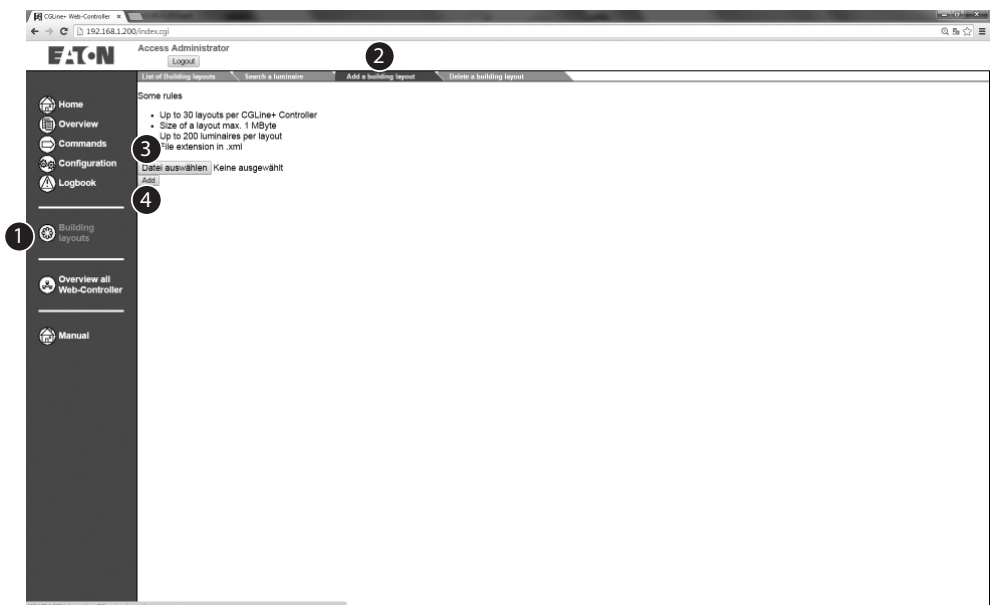 CGLine+ Web-Controller ×
192.168.1.200/index.cgi
EATON
Access Administrator
Logout
2
List of Building layouts
Search a luminaire
Add a building layout
Delete a building layout
Home
Overview
Commands
Configuration
Logbook
1
Building
layouts
Overview all
Web-Controller
Manual
Some rules
• Up to 30 layouts per CGLine+ Controller
• Size of a layout max. 1 MByte
Up to 200 luminaires per layout
3
File extension in .xml
Datei auswählen Keine ausgewählt
Add
4